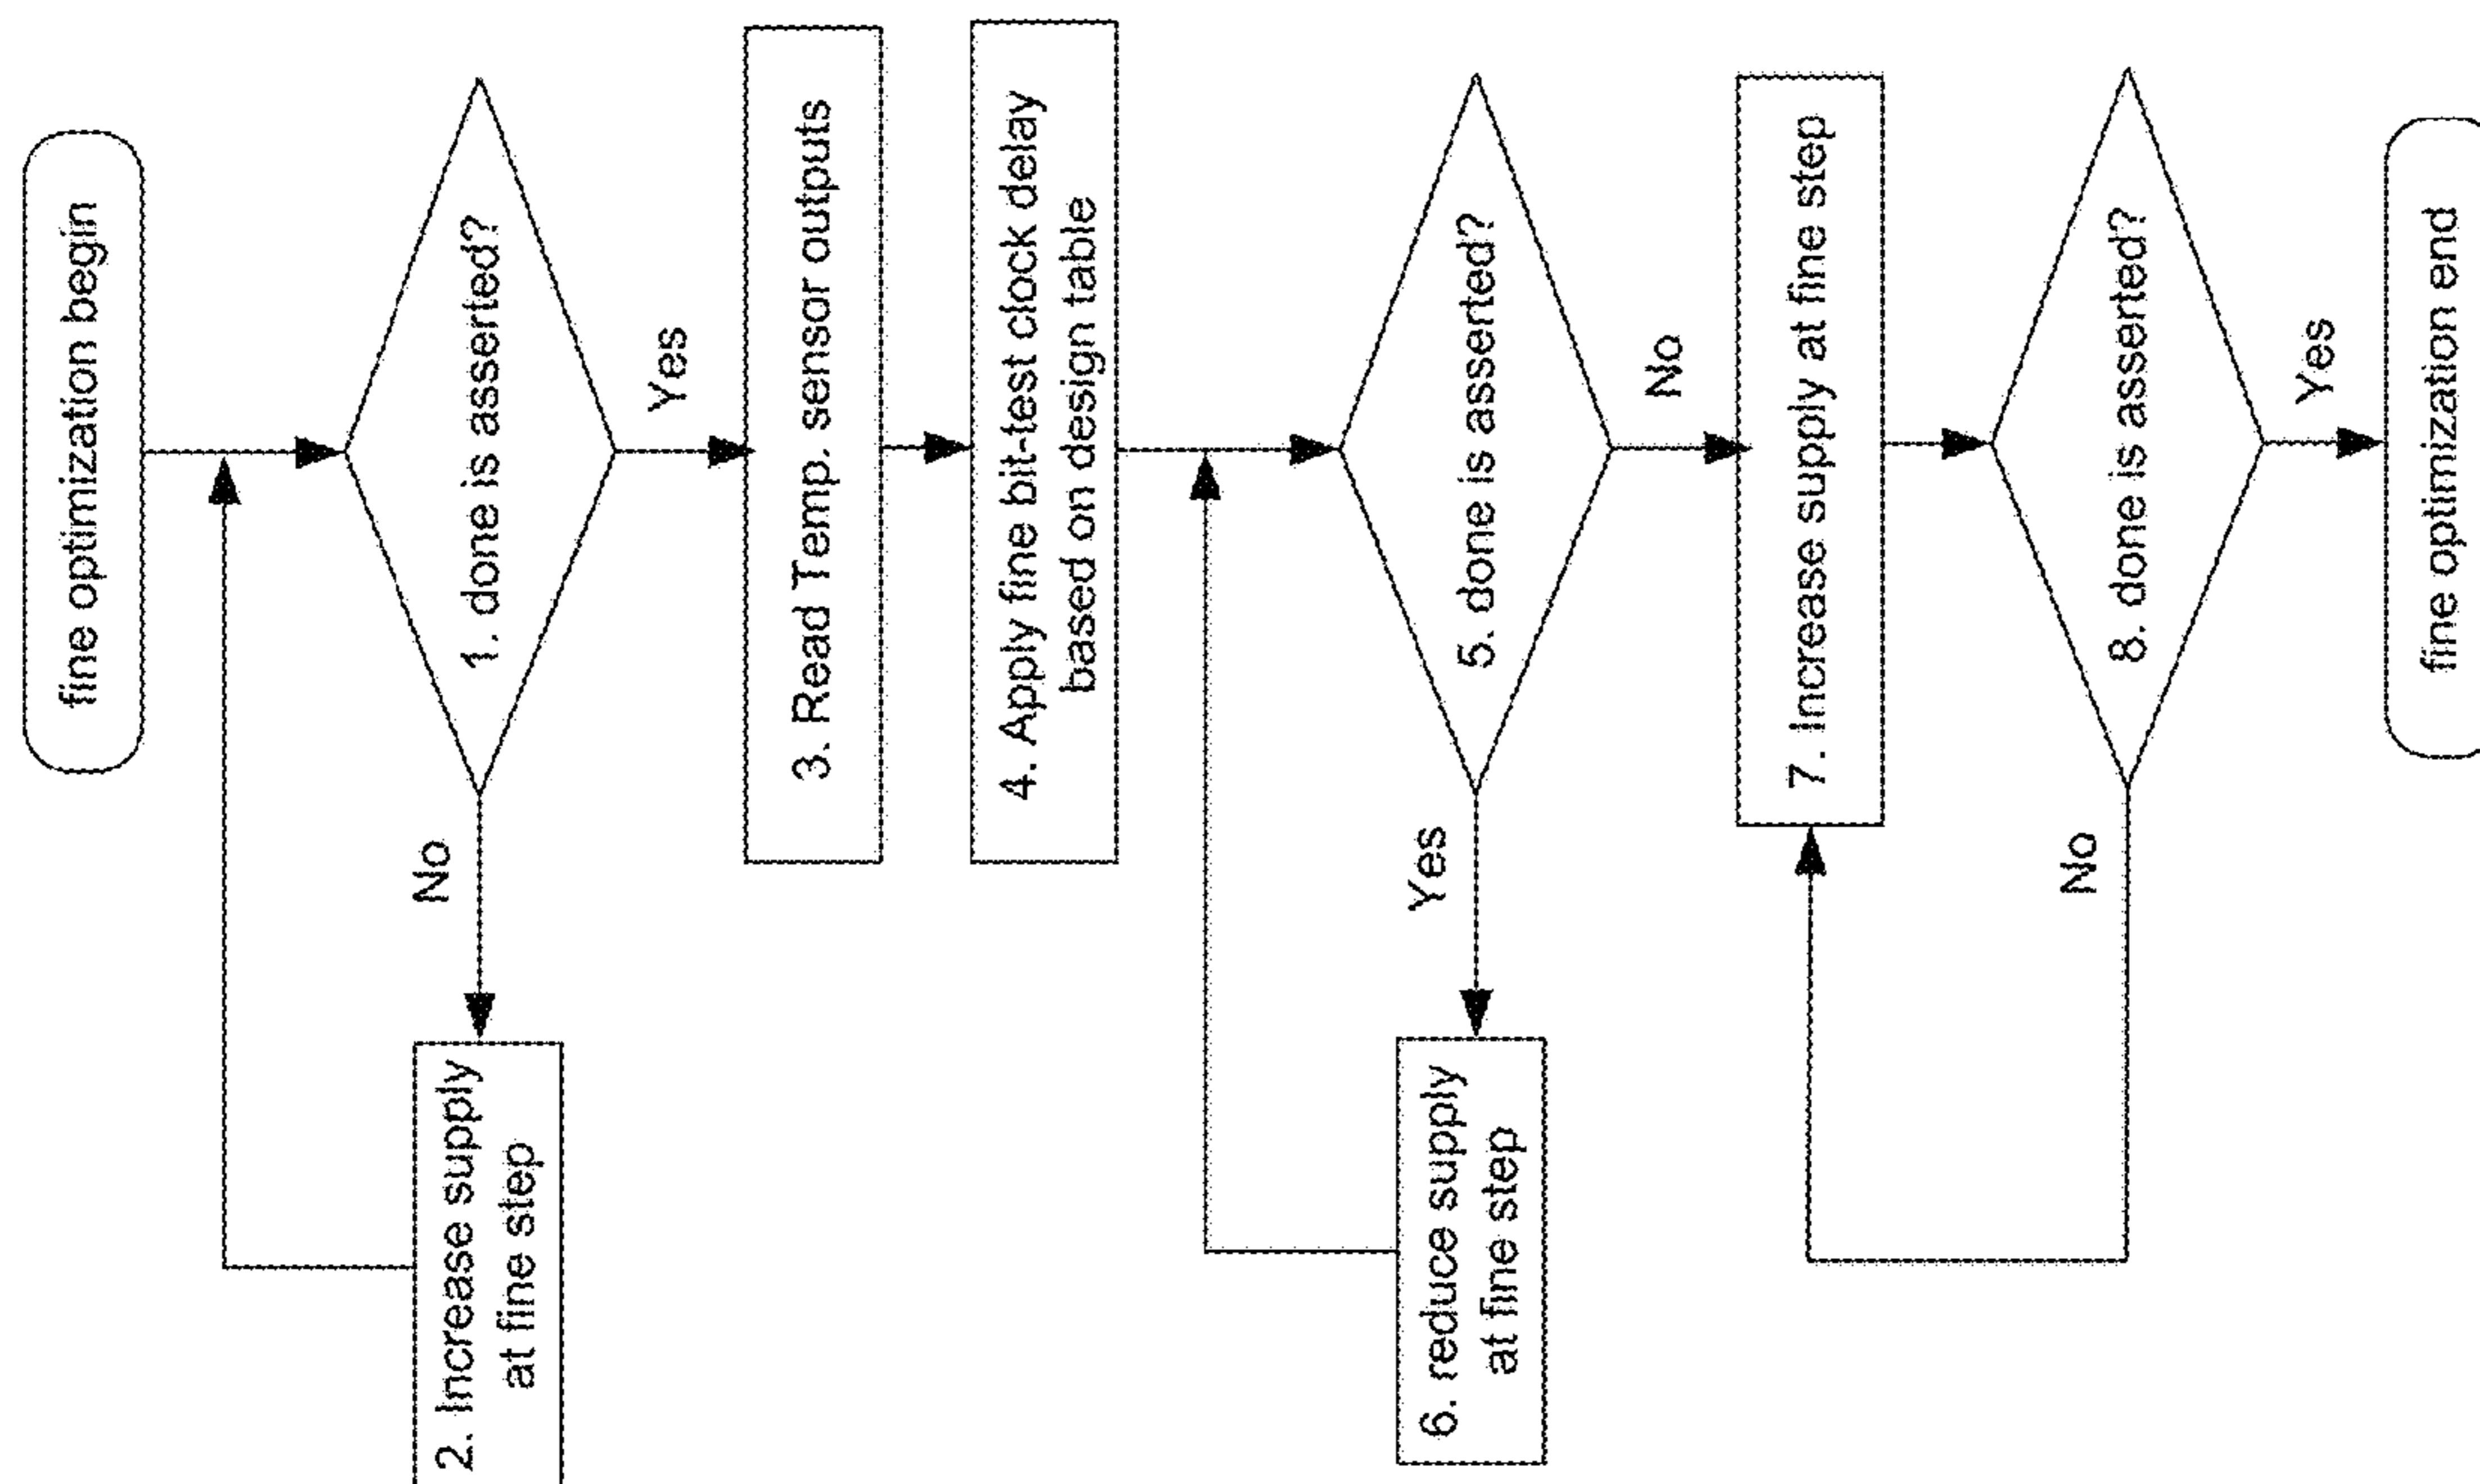 fine optimization begin
1. done is asserted?
No
2. Increase supply
at fine step
Yes
3. Read Temp. sensor outputs
4. Apply fine bit-test clock delay
based on design table
5. done is asserted?
Yes
6. reduce supply
at fine step
No
7. Increase supply at fine step
8. done is asserted?
No
Yes
fine optimization end